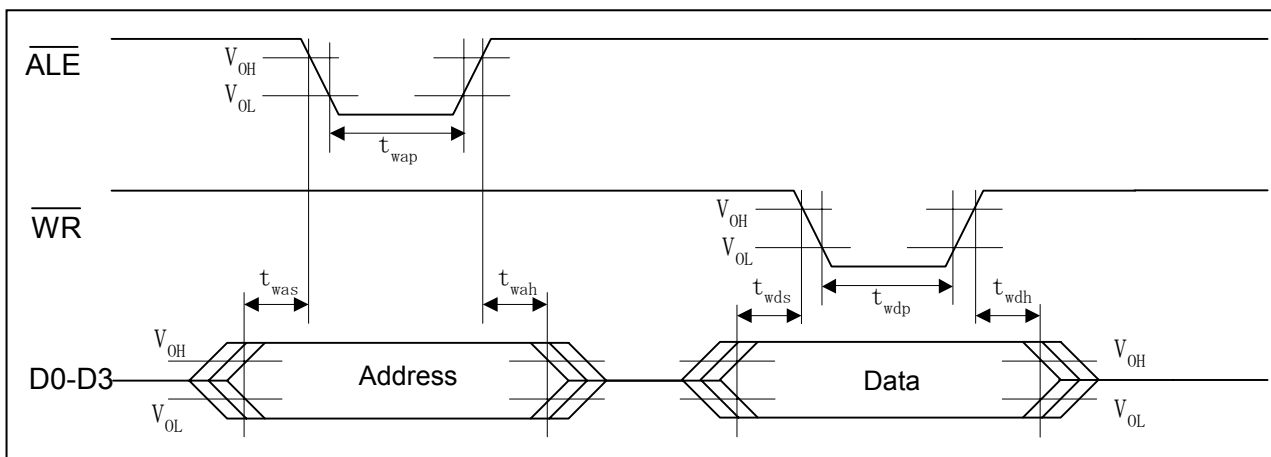 ALE
V_OH
V_OL
t_wap
WR
V_OH
V_OL
t_was
t_wah
t_wds
t_wdp
t_wdh
V_OH
V_OH
D0-D3
Address
Data
V_OL
V_OL